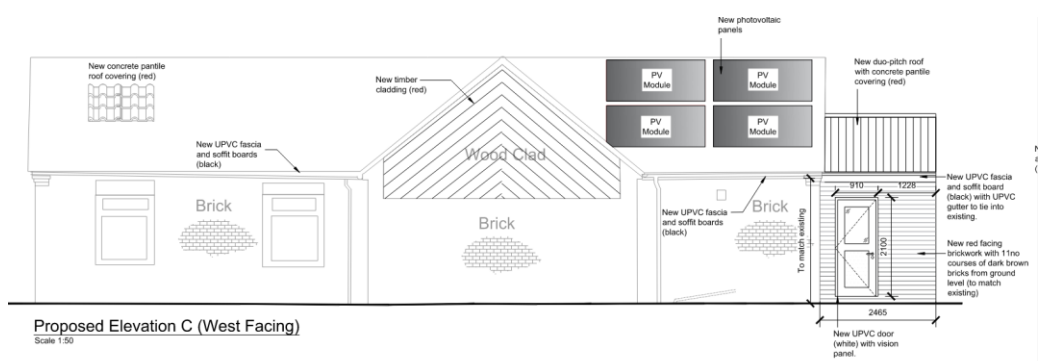 New photovoltaic
panels
New concrete pantile
roof covering (red)
New timber
cladding (red)
New duo-pitch roof
with concrete pantile
covering (red)
PV
Module
PV
Module
PV
Module
PV
Module
New UPVC fascia
and soffit boards
(black)
Wood Clad
Brick
Brick
Brick
New UPVC fascia
and soffit boards
(black)
To match existing
910
1228
2100
New UPVC fascia
and soffit board
(black) with UPVC
gutter to tie into
existing.
New red facing
brickwork with 11no
courses of dark brown
bricks from ground
level (to match
existing)
2465
New UPVC door
(white) with vision
panel.
Proposed Elevation C (West Facing)
Scale 1:50